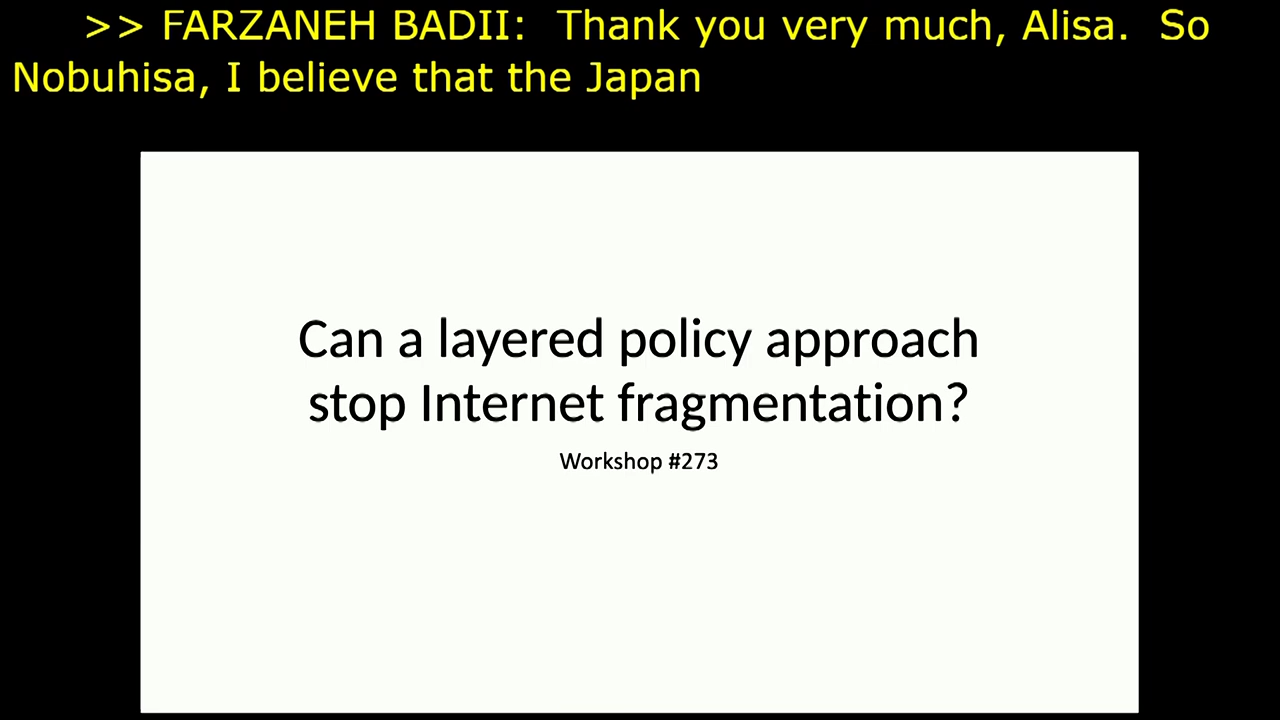 >> FARZANEH BADII:  Thank you very much, Alisa.  So
Nobuhisa, I believe that the Japan
Can a layered policy approach
stop Internet fragmentation?
Workshop #273